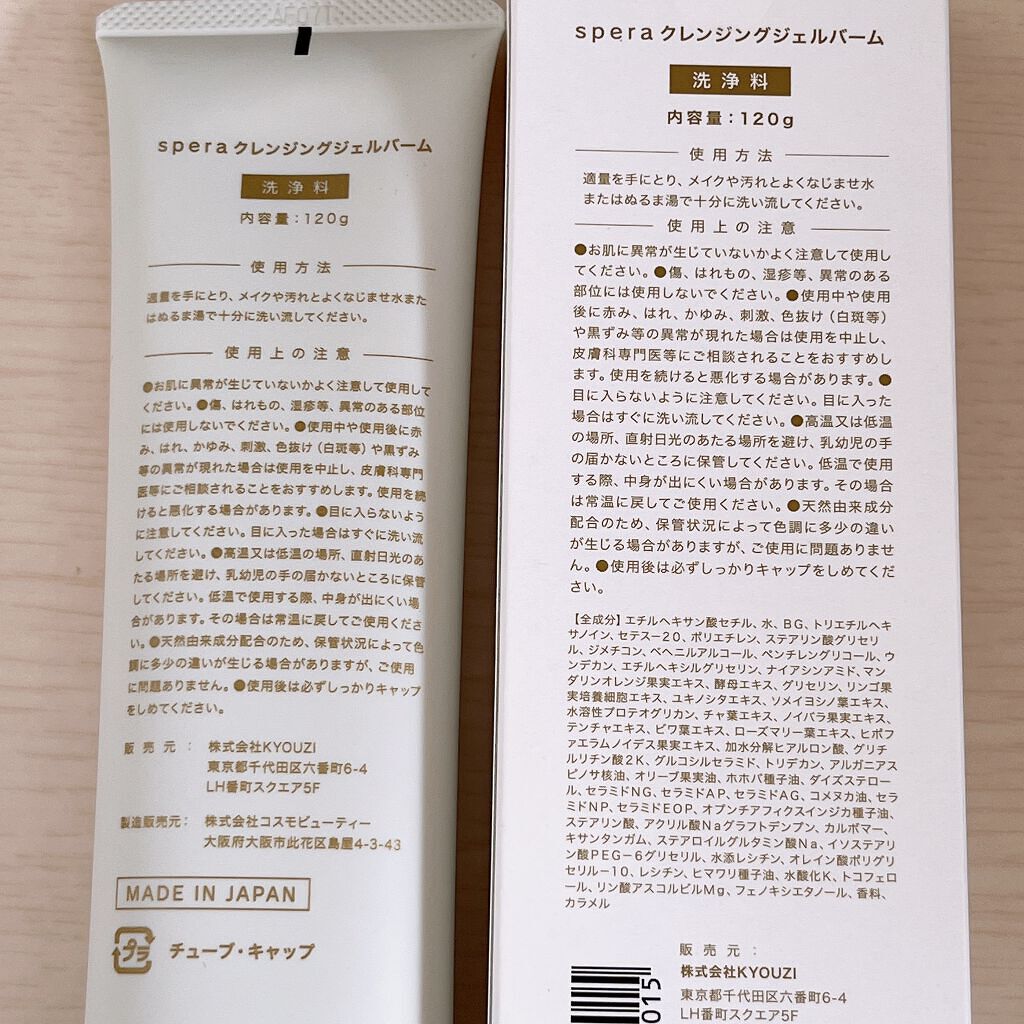 AF071
speraクレンジングジェルバーム
洗浄料
内容量：120g
使用方法
適量を手にとり、メイクや汚れとよくなじませ水また
はぬるま湯で十分に洗い流してください。
使用上の注意
●お肌に異常が生じていないかよく注意して使用して
ください。●傷、はれもの、湿疹等、異常のある部位
には使用しないでください。●使用中や使用後に赤
み、はれ、かゆみ、刺激、色抜け（白斑等）や黒ずみ
等の異常が現れた場合は使用を中止し、皮膚科専門
医等にご相談されることをおすすめします。使用を続
けると悪化する場合があります。●目に入らないよう
に注意してください。目に入った場合はすぐに洗い流
してください。●高温又は低温の場所、直射日光のあ
たる場所を避け、乳幼児の手の届かないところに保管
してください。低温で使用する際、中身が出にくい場
合があります。その場合は常温に戻してご使用くださ
い。●天然由来成分配合のため、保管状況によって色
調に多少の違いが生じる場合がありますが、ご使用
に問題ありません。●使用後は必ずしっかりキャップ
をしめてください。
販売元： 株式会社KYOUZI
東京都千代田区六番町6-4
LH番町スクエア5F
製造販売元： 株式会社コスモビューティー
大阪府大阪市此花区島屋4-3-43
MADE IN JAPAN
プラ チューブ・キャップ
speraクレンジングジェルバーム
洗浄料
内容量：120g
使用方法
適量を手にとり、メイクや汚れとよくなじませ水
またはぬるま湯で十分に洗い流してください。
使用上の注意
●お肌に異常が生じていないかよく注意して使用し
てください。●傷、はれもの、湿疹等、異常のある
部位には使用しないでください。●使用中や使用
後に赤み、はれ、かゆみ、刺激、色抜け（白斑等）
や黒ずみ等の異常が現れた場合は使用を中止し、
皮膚科専門医等にご相談されることをおすすめし
ます。使用を続けると悪化する場合があります。●
目に入らないように注意してください。目に入った
場合はすぐに洗い流してください。●高温又は低温
の場所、直射日光のあたる場所を避け、乳幼児の手
の届かないところに保管してください。低温で使用
する際、中身が出にくい場合があります。その場合
は常温に戻してご使用ください。●天然由来成分
配合のため、保管状況によって色調に多少の違い
が生じる場合がありますが、ご使用に問題ありませ
ん。●使用後は必ずしっかりキャップをしめてくだ
さい。
【全成分】エチルヘキサン酸セチル、水、BG、トリエチルヘキ
サノイン、セテス-20、ポリエチレン、ステアリン酸グリセリ
ル、ジメチコン、ベヘニルアルコール、ペンチレングリコール、ウ
ンデカン、エチルヘキシルグリセリン、ナイアシンアミド、マン
ダリンオレンジ果実エキス、酵母エキス、グリセリン、リンゴ果
実培養細胞エキス、ユキノシタエキス、ソメイヨシノ葉エキス、
水溶性プロテオグリカン、チャ葉エキス、ノイバラ果実エキス、
テンチャエキス、ビワ葉エキス、ローズマリー葉エキス、ヒポフ
ァエラムノイデス果実エキス、加水分解ヒアルロン酸、グリチ
ルリチン酸2K、グルコシルセラミド、トリデカン、アルガニアス
ピノサ核油、オリーブ果実油、ホホバ種子油、ダイズステロー
ル、セラミドNG、セラミドAP、セラミドAG、コメヌカ油、セラ
ミドNP、セラミドEOP、オプンチアフィクスインジカ種子油、
ステアリン酸、アクリル酸Naグラフトデンプン、カルボマー、
キサンタンガム、ステアロイルグルタミン酸Na、イソステアリ
ン酸PEG-6グリセリル、水添レシチン、オレイン酸ポリグリ
セリル-10、レシチン、ヒマワリ種子油、水酸化K、トコフェロ
ール、リン酸アスコルビルMg、フェノキシエタノール、香料、
カラメル
販売元：
株式会社KYOUZI
東京都千代田区六番町6-4
LH番町スクエア5F
015